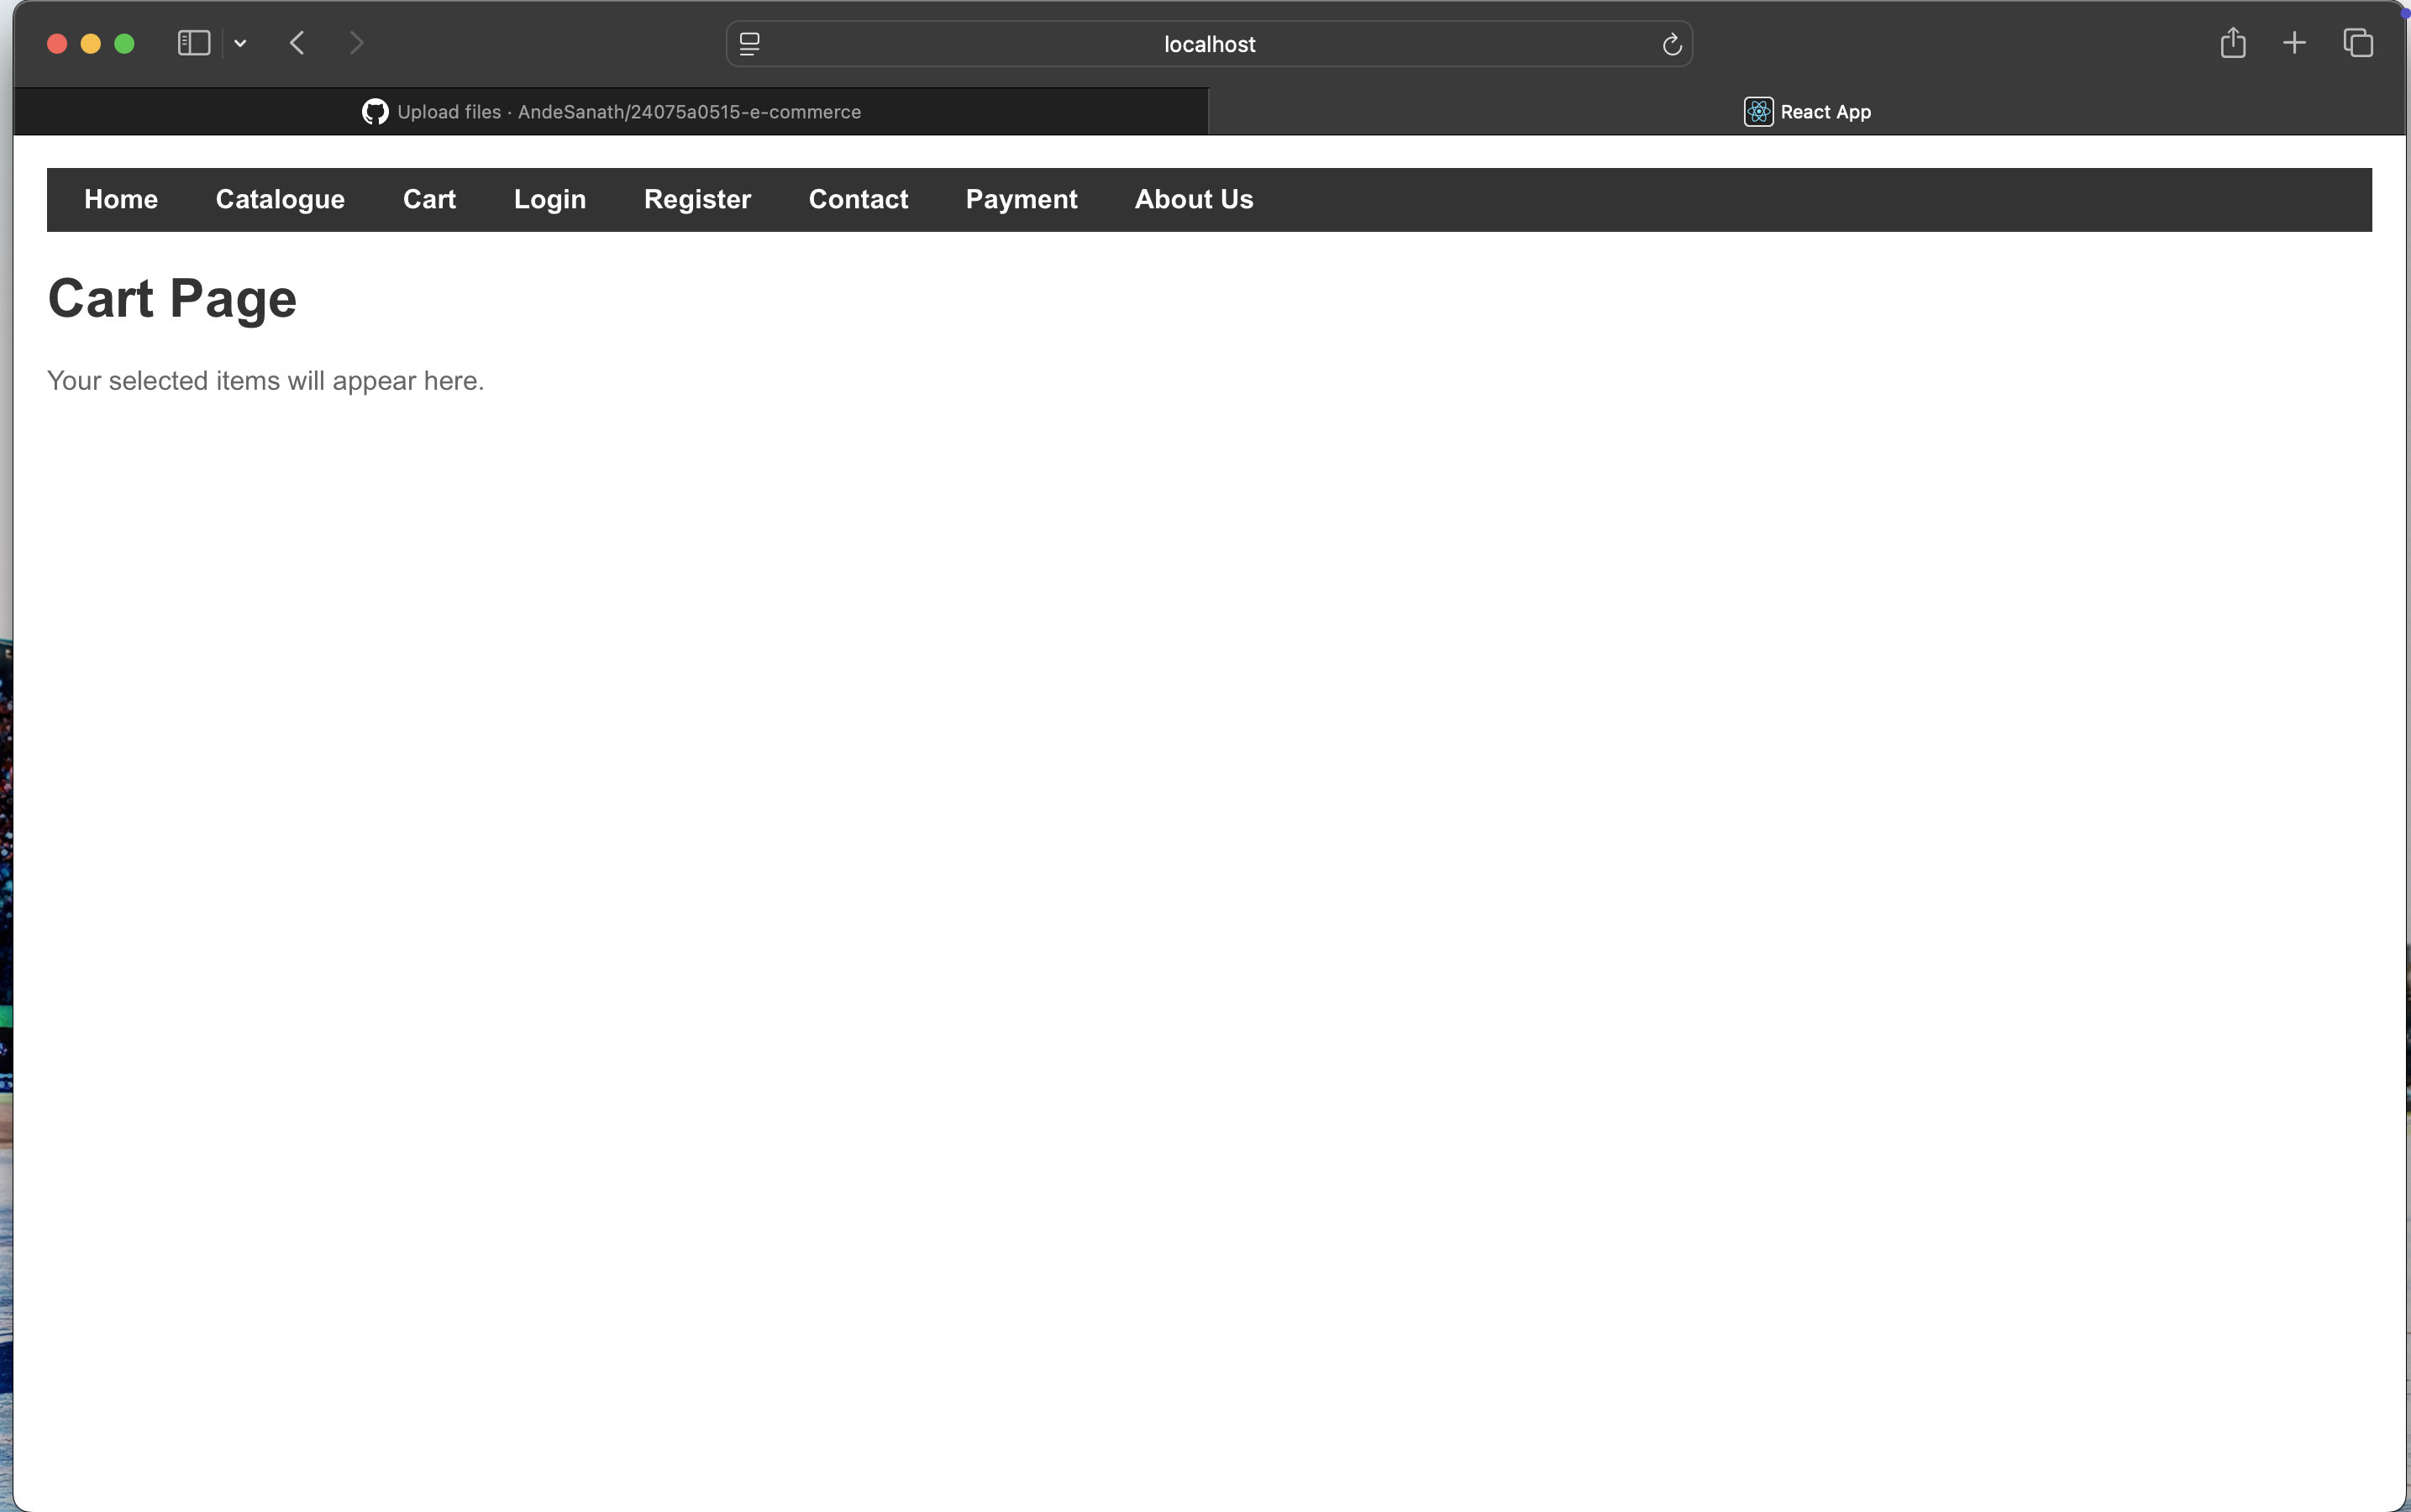 localhost
Upload files · AndeSanath/24075a0515-e-commerce
React App
Home Catalogue Cart Login Register Contact Payment About Us
Cart Page
Your selected items will appear here.